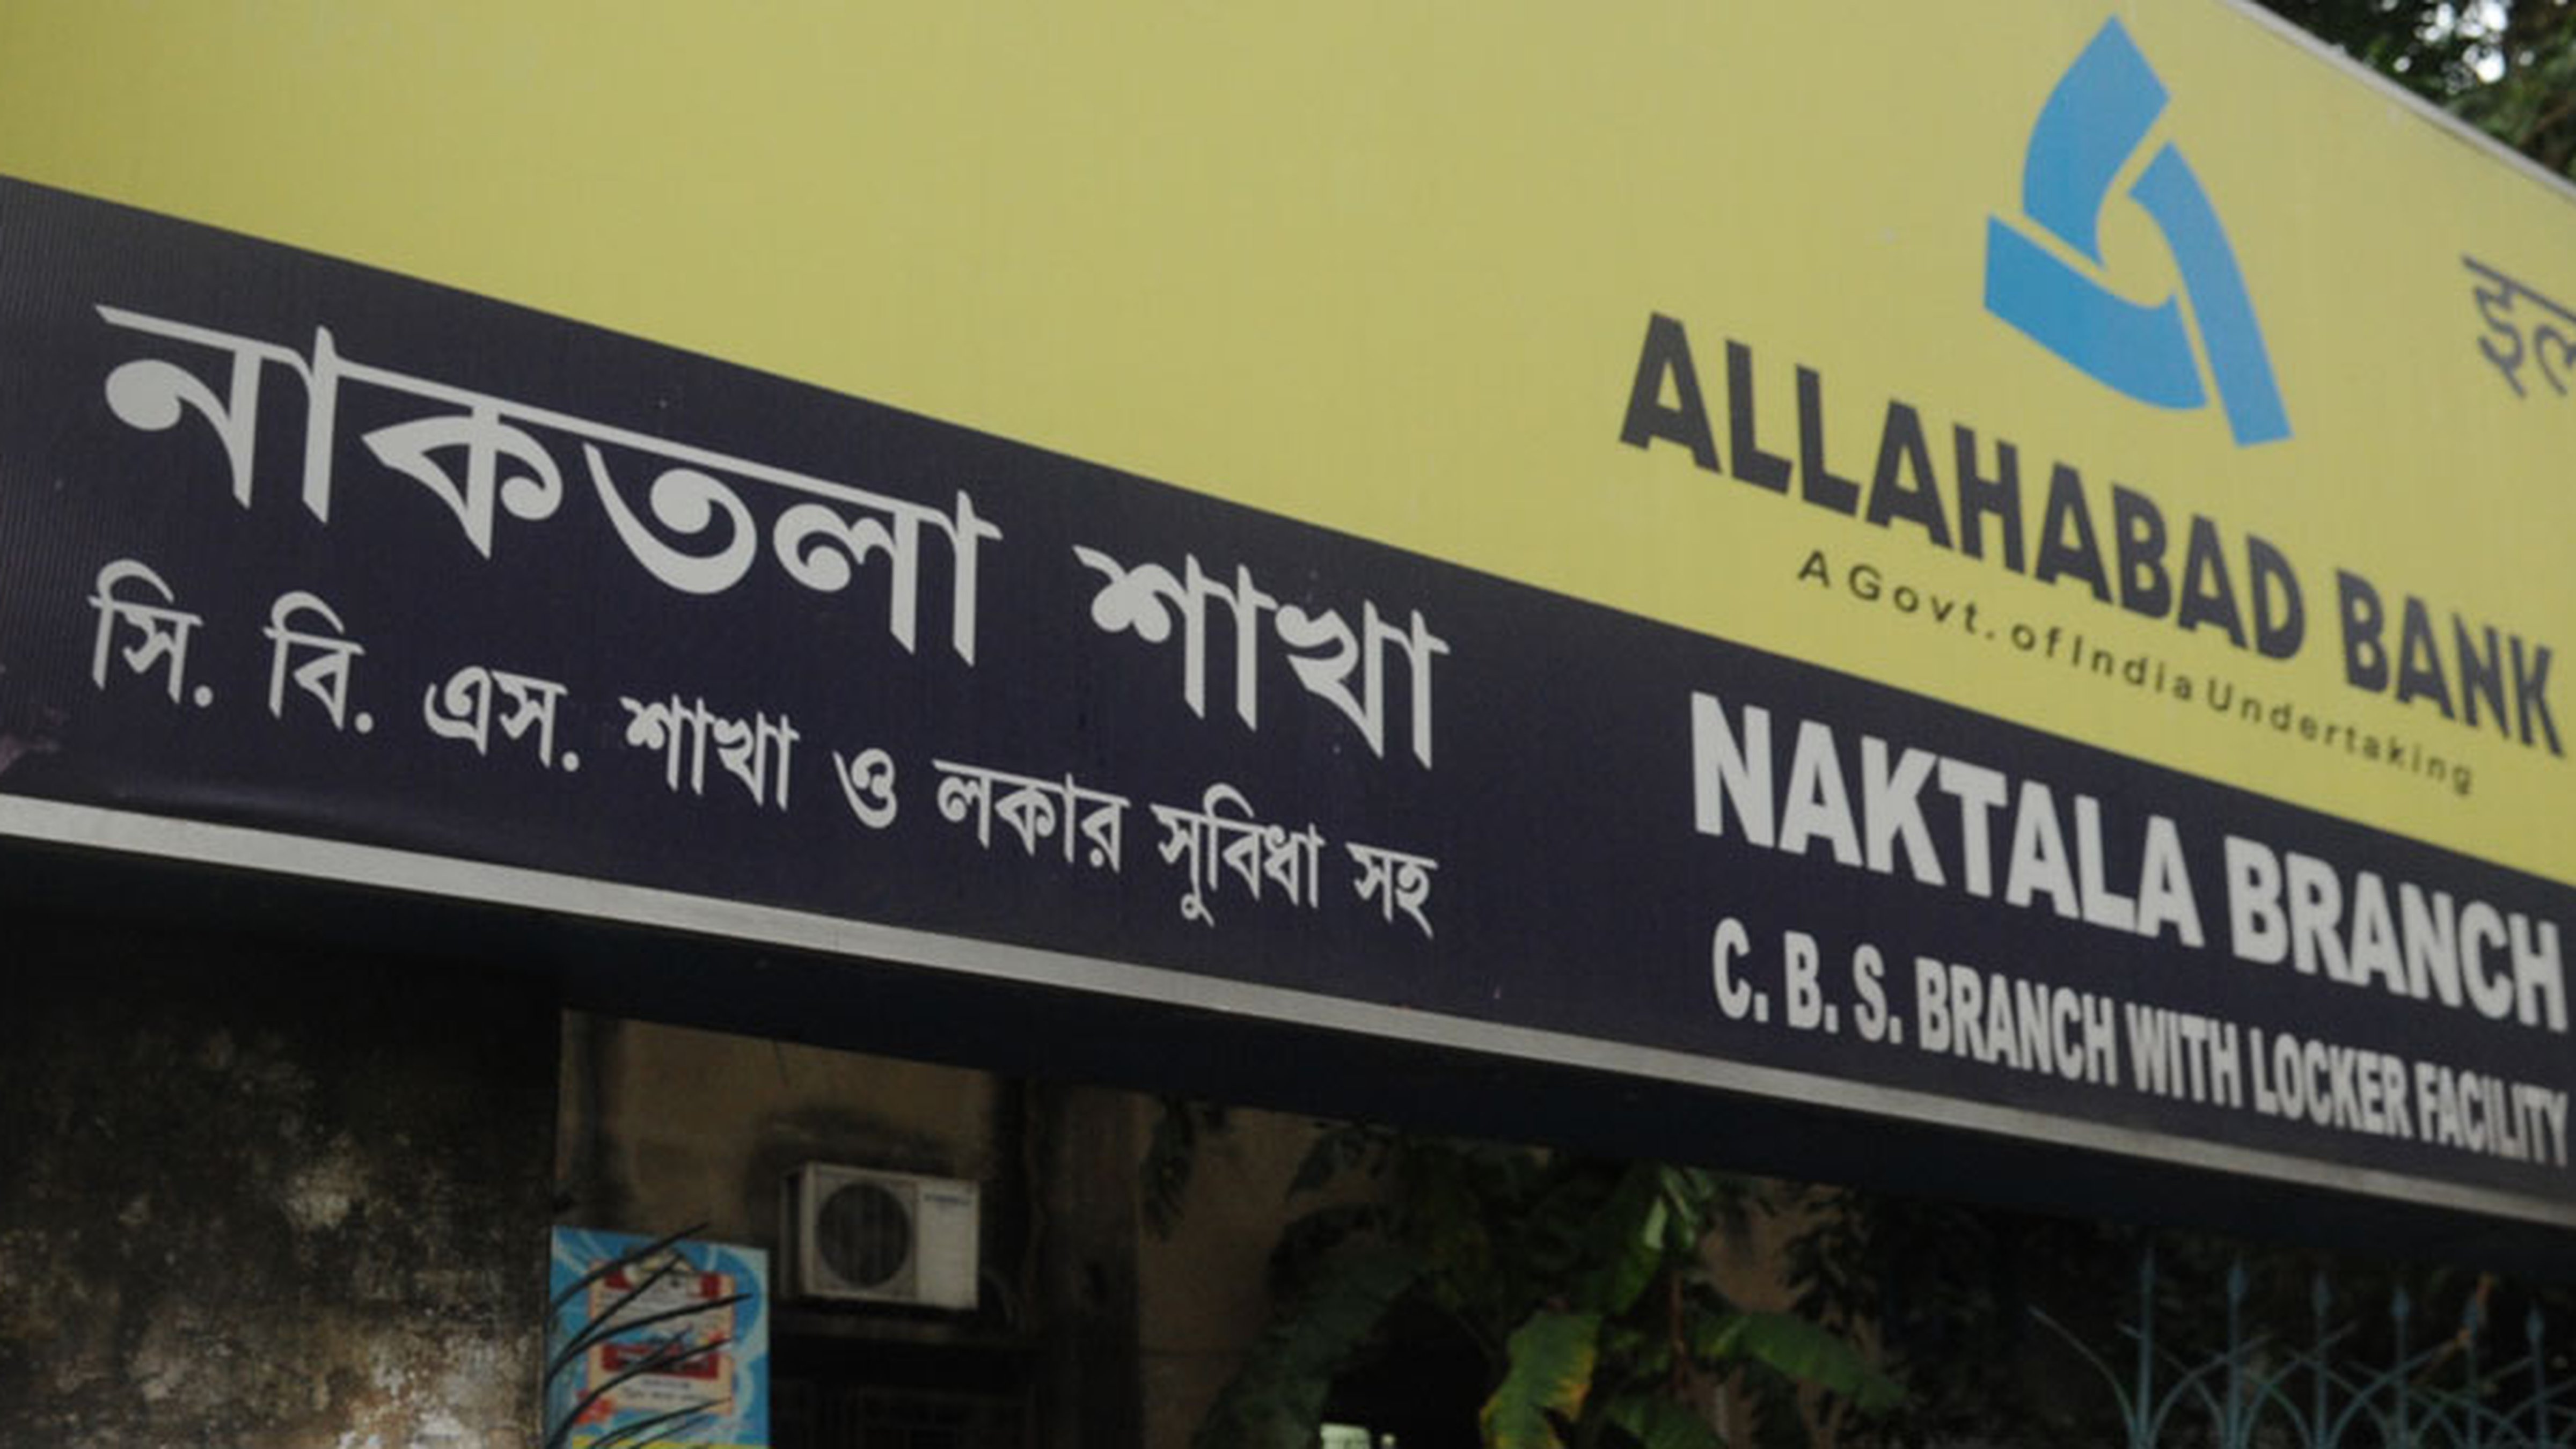 ALLAHABAD BANK
A Govt. of India Undertaking
নাকতলা শাখা
সি. বি. এস. শাখা ও লকার সুবিধা সহ
NAKTALA BRANCH
C. B. S. BRANCH WITH LOCKER FACILITY